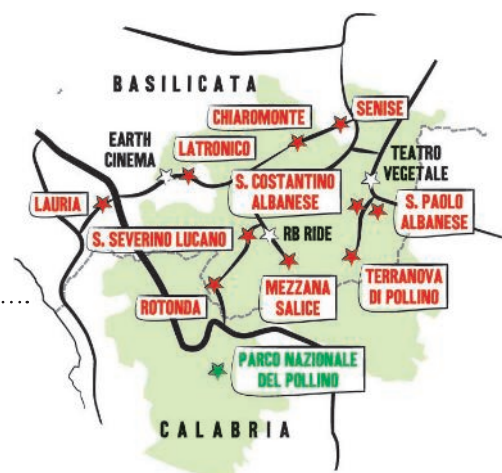 BASILICATA
SENISE
CHIAROMONTE
EARTH
CINEMA
LATRONICO
TEATRO
VEGETALE
S. COSTANTINO
ALBANESE
LAURIA
S. PAOLO
ALBANESE
S. SEVERINO LUCANO
RB RIDE
MEZZANA
SALICE
TERRANOVA
DI POLLINO
ROTONDA
PARCO NAZIONALE
DEL POLLINO
CALABRIA